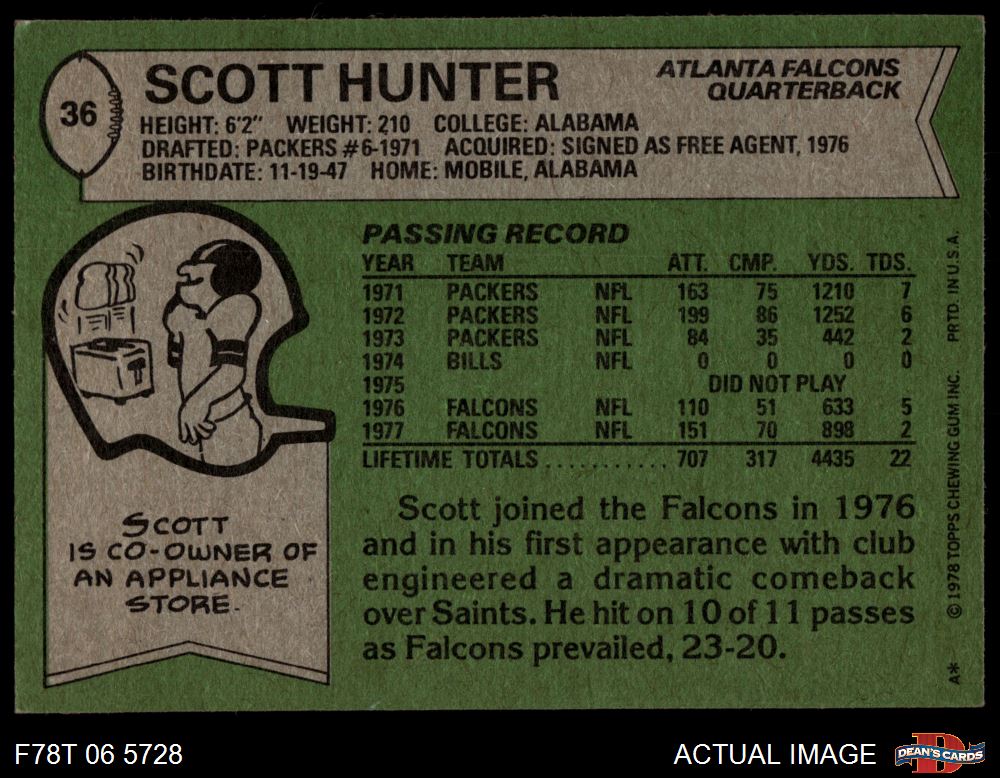 36
SCOTT HUNTER
ATLANTA FALCONS
QUARTERBACK
HEIGHT: 6'2" WEIGHT: 210 COLLEGE: ALABAMA
DRAFTED: PACKERS #6-1971 ACQUIRED: SIGNED AS FREE AGENT, 1976
BIRTHDATE: 11-19-47 HOME: MOBILE, ALABAMA
PASSING RECORD
YEAR TEAM ATT. CMP. YDS. TDS.
1971 PACKERS NFL 163 75 1210 7
1972 PACKERS NFL 199 86 1252 6
1973 PACKERS NFL 84 35 442 2
1974 BILLS NFL 0 0 0 0
1975 DID NOT PLAY
1976 FALCONS NFL 110 51 633 5
1977 FALCONS NFL 151 70 898 2
LIFETIME TOTALS ........... 707 317 4435 22
SCOTT
IS CO-OWNER OF
AN APPLIANCE
STORE.
Scott joined the Falcons in 1976
and in his first appearance with club
engineered a dramatic comeback
over Saints. He hit on 10 of 11 passes
as Falcons prevailed, 23-20.
A* © 1978 TOPPS CHEWING GUM INC. PRTD. IN U.S.A.
F78T 06 5728
ACTUAL IMAGE
D
DEAN'S CARDS